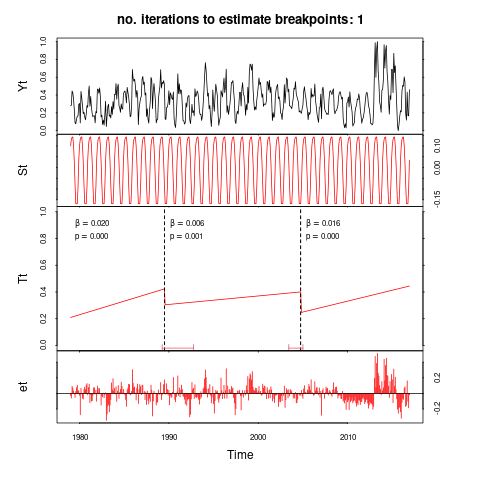 no. iterations to estimate breakpoints: 1
Yt
0.0 0.2 0.4 0.6 0.8 1.0
St
-0.15 0.00 0.10
Tt
0.0 0.2 0.4 0.6 0.8 1.0
β = 0.020
p = 0.000
β = 0.006
p = 0.001
β = 0.016
p = 0.000
et
-0.2 0.2
1980 1990 2000 2010
Time